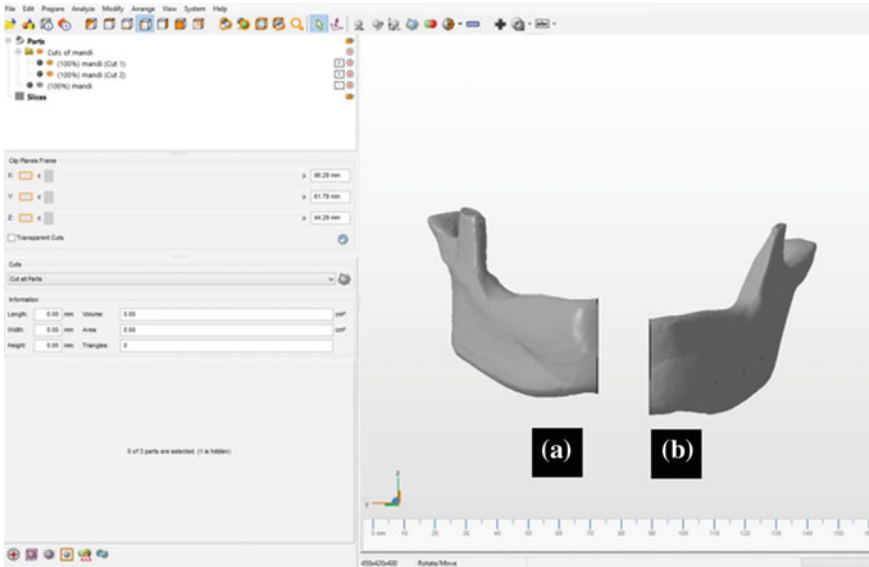 File Edit Prepare Analyze Modify Arrange View System Help
Parts
Cuts of mandi
(100%) mandi (Cut 1)
(100%) mandi (Cut 2)
(100%) mandi
Slices
Clip Planes Frame
X: < > 96.29 mm
Y: < > 61.79 mm
Z: < > 44.29 mm
Transparent Cuts
Cuts
Cut all Parts
Information
Length: 0.00 mm Volume: 0.00 cm³
Width: 0.00 mm Area: 0.00 cm²
Height: 0.00 mm Triangles: 0
0 of 3 parts are selected. (1 is hidden)
(a) (b)
Z
Y
0 mm 10 20 30 40 50 60 70 80 90 100 110 120 130 140 150
450x420x400 Rotate/Move